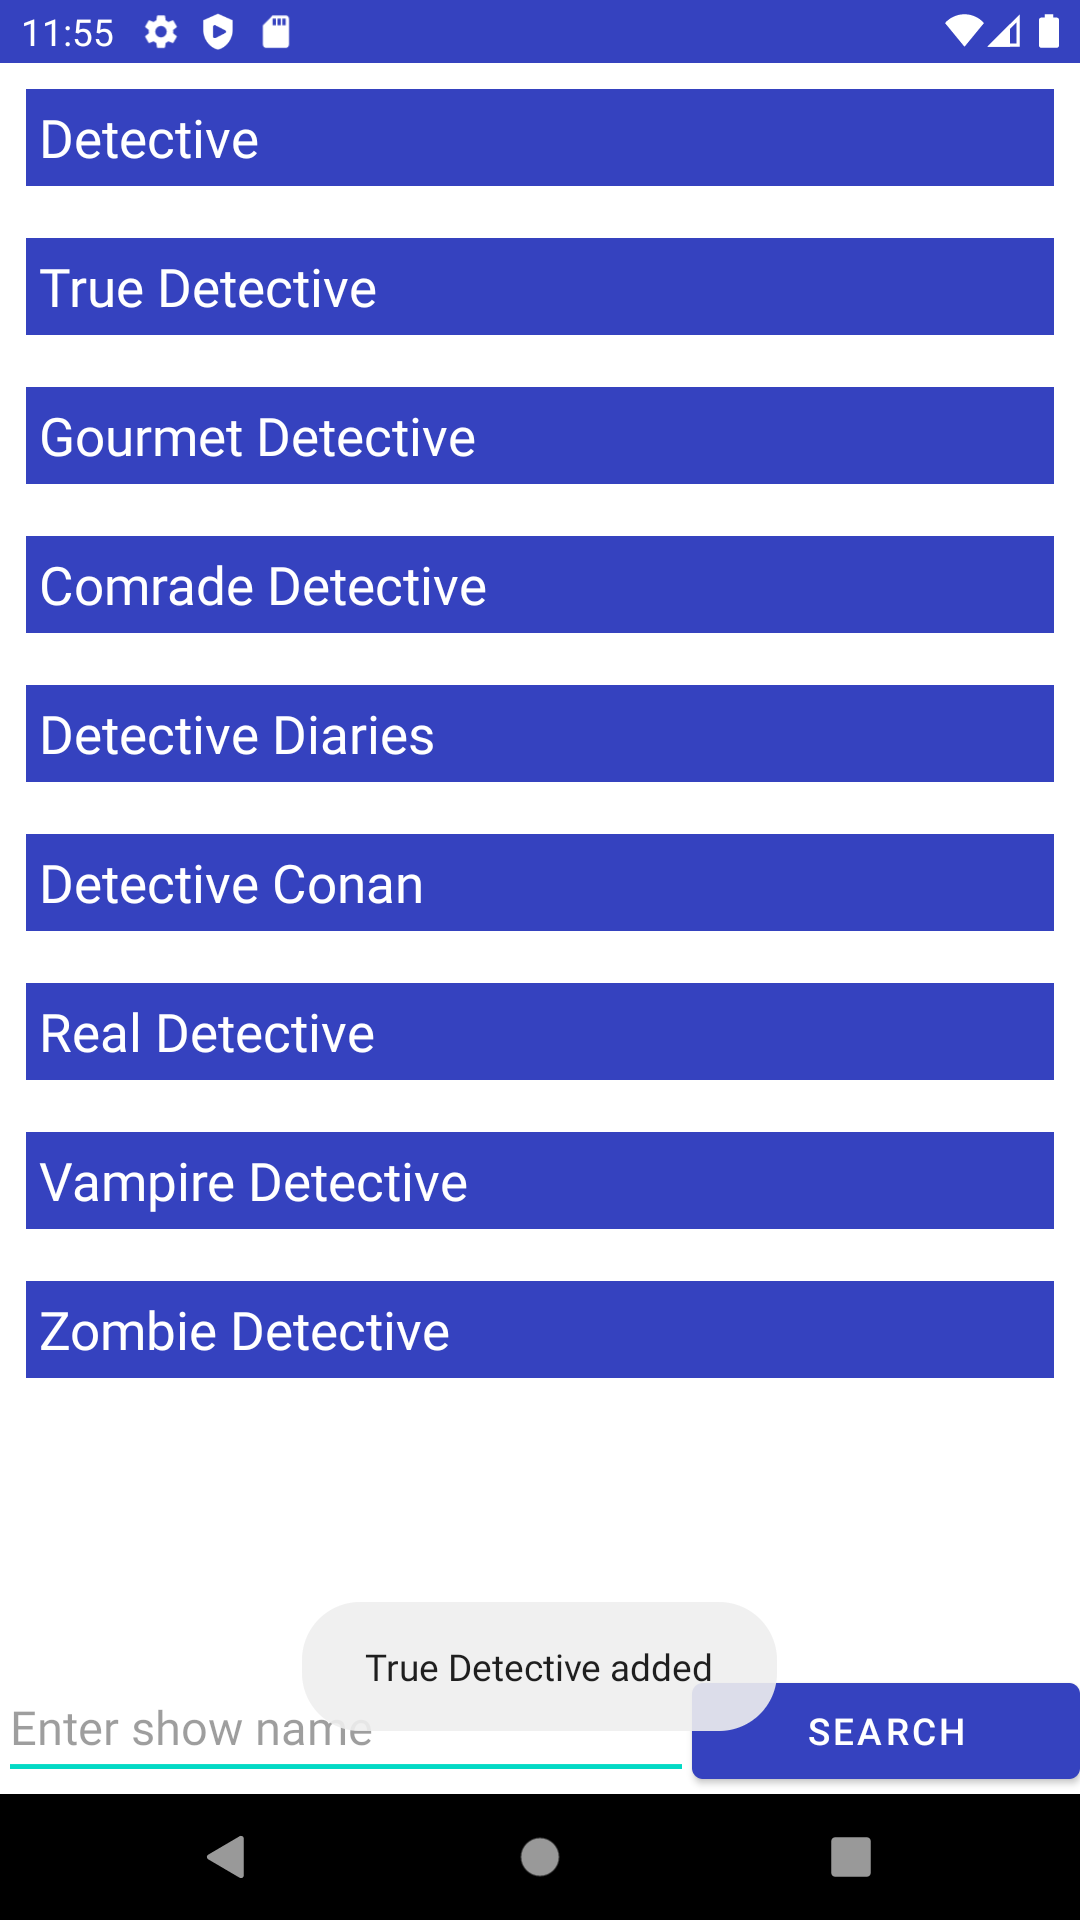 11:55
Detective
True Detective
Gourmet Detective
Comrade Detective
Detective Diaries
Detective Conan
Real Detective
Vampire Detective
Zombie Detective
True Detective added
Enter show name
SEARCH